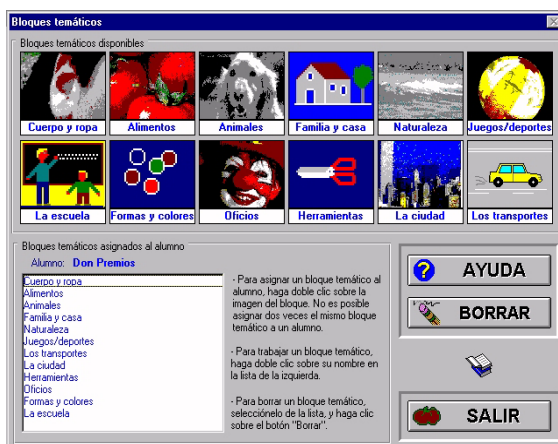 Bloques temáticos
Bloques temáticos disponibles
Cuerpo y ropa
Alimentos
Animales
Familia y casa
Naturaleza
Juegos/deportes
La escuela
Formas y colores
Oficios
Herramientas
La ciudad
Los transportes
Bloques temáticos asignados al alumno
Alumno: Don Premios
Cuerpo y ropa
Alimentos
Animales
Familia y casa
Naturaleza
Juegos/deportes
Los transportes
La ciudad
Herramientas
Oficios
Formas y colores
La escuela
- Para asignar un bloque temático al
alumno, haga doble clic sobre la
imagen del bloque. No es posible
asignar dos veces el mismo bloque
temático a un alumno.
- Para trabajar un bloque temático,
haga doble clic sobre su nombre en
la lista de la izquierda.
- Para borrar un bloque temático,
selecciónelo de la lista, y haga clic
sobre el botón "Borrar".
AYUDA
BORRAR
SALIR